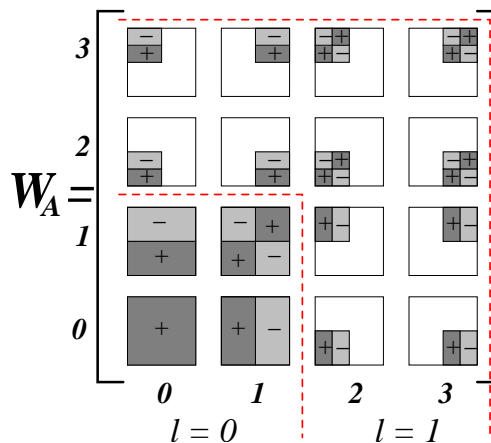 3 − + − + − + + − − + + −
2 − + − + − + + − − + + −
W_A =
1 − + − + + − + − + −
0 + + − + − + −
0 1 2 3
l = 0 l = 1